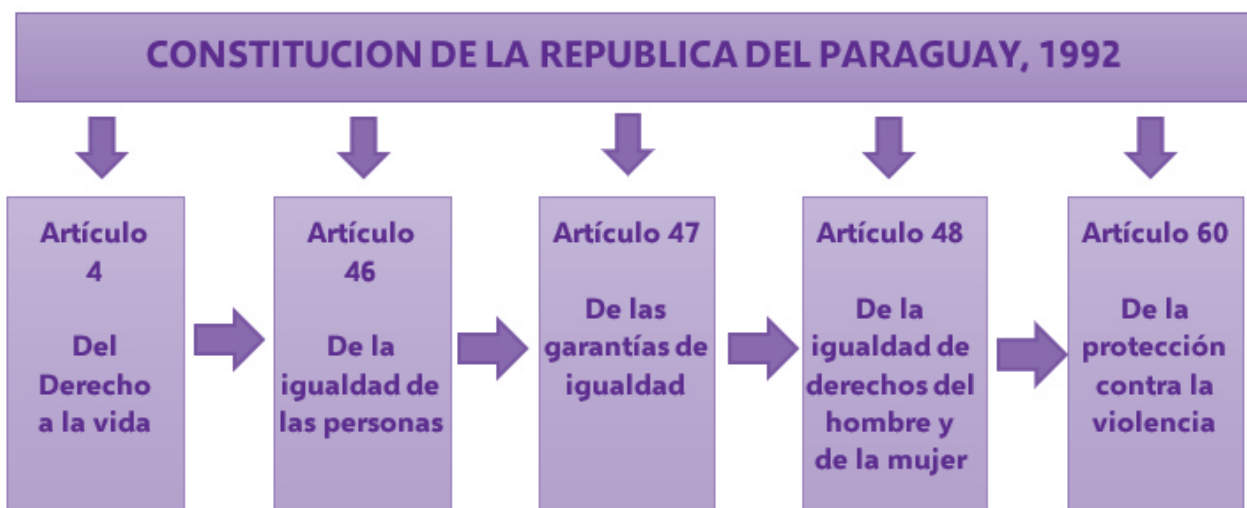 CONSTITUCION DE LA REPUBLICA DEL PARAGUAY, 1992
Artículo
4
Del
Derecho
a la vida
Artículo
46
De la
igualdad de
las personas
Artículo 47
De las
garantías de
igualdad
Artículo 48
De la
igualdad de
derechos del
hombre y
de la mujer
Artículo 60
De la
protección
contra la
violencia